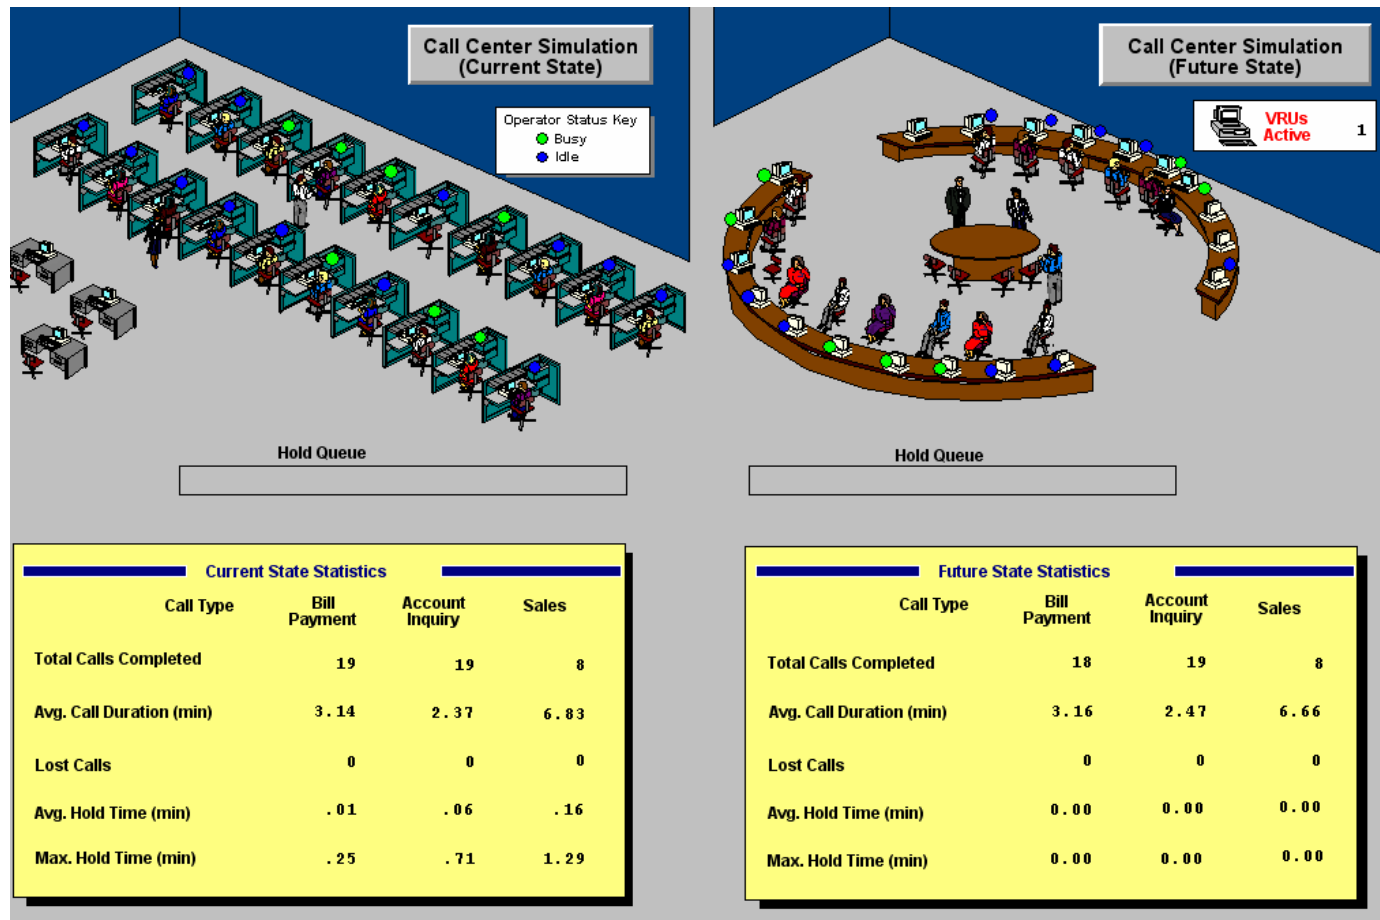 Call Center Simulation
(Current State)
Operator Status Key
Busy
Idle
Call Center Simulation
(Future State)
VRUs
Active 1
Hold Queue
Hold Queue
Current State Statistics
Call Type Bill Payment Account Inquiry Sales
Total Calls Completed 19 19 8
Avg. Call Duration (min) 3.14 2.37 6.83
Lost Calls 0 0 0
Avg. Hold Time (min) .01 .06 .16
Max. Hold Time (min) .25 .71 1.29
Future State Statistics
Call Type Bill Payment Account Inquiry Sales
Total Calls Completed 18 19 8
Avg. Call Duration (min) 3.16 2.47 6.66
Lost Calls 0 0 0
Avg. Hold Time (min) 0.00 0.00 0.00
Max. Hold Time (min) 0.00 0.00 0.00